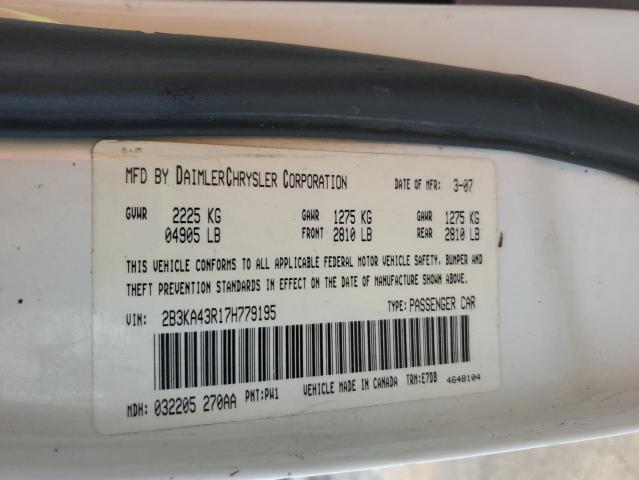 MFD BY DAIMLERCHRYSLER CORPORATION DATE OF MFR: 3-07
GVWR 2225 KG GAWR 1275 KG GAWR 1275 KG
04905 LB FRONT 2810 LB REAR 2810 LB
THIS VEHICLE CONFORMS TO ALL APPLICABLE FEDERAL MOTOR VEHICLE SAFETY, BUMPER AND
THEFT PREVENTION STANDARDS IN EFFECT ON THE DATE OF MANUFACTURE SHOWN ABOVE.
VIN: 2B3KA43R17H779195 TYPE: PASSENGER CAR
MDH: 032205 270AA PNT: PW1 VEHICLE MADE IN CANADA TRM: E7DB 4648104